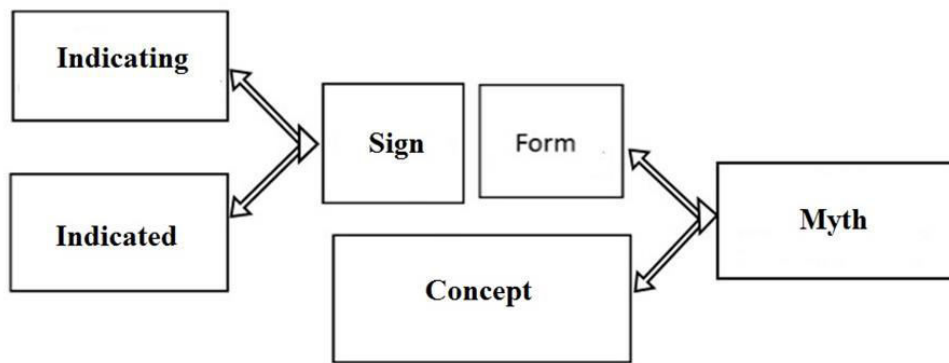 Indicating
Indicated
Sign
Form
Concept
Myth